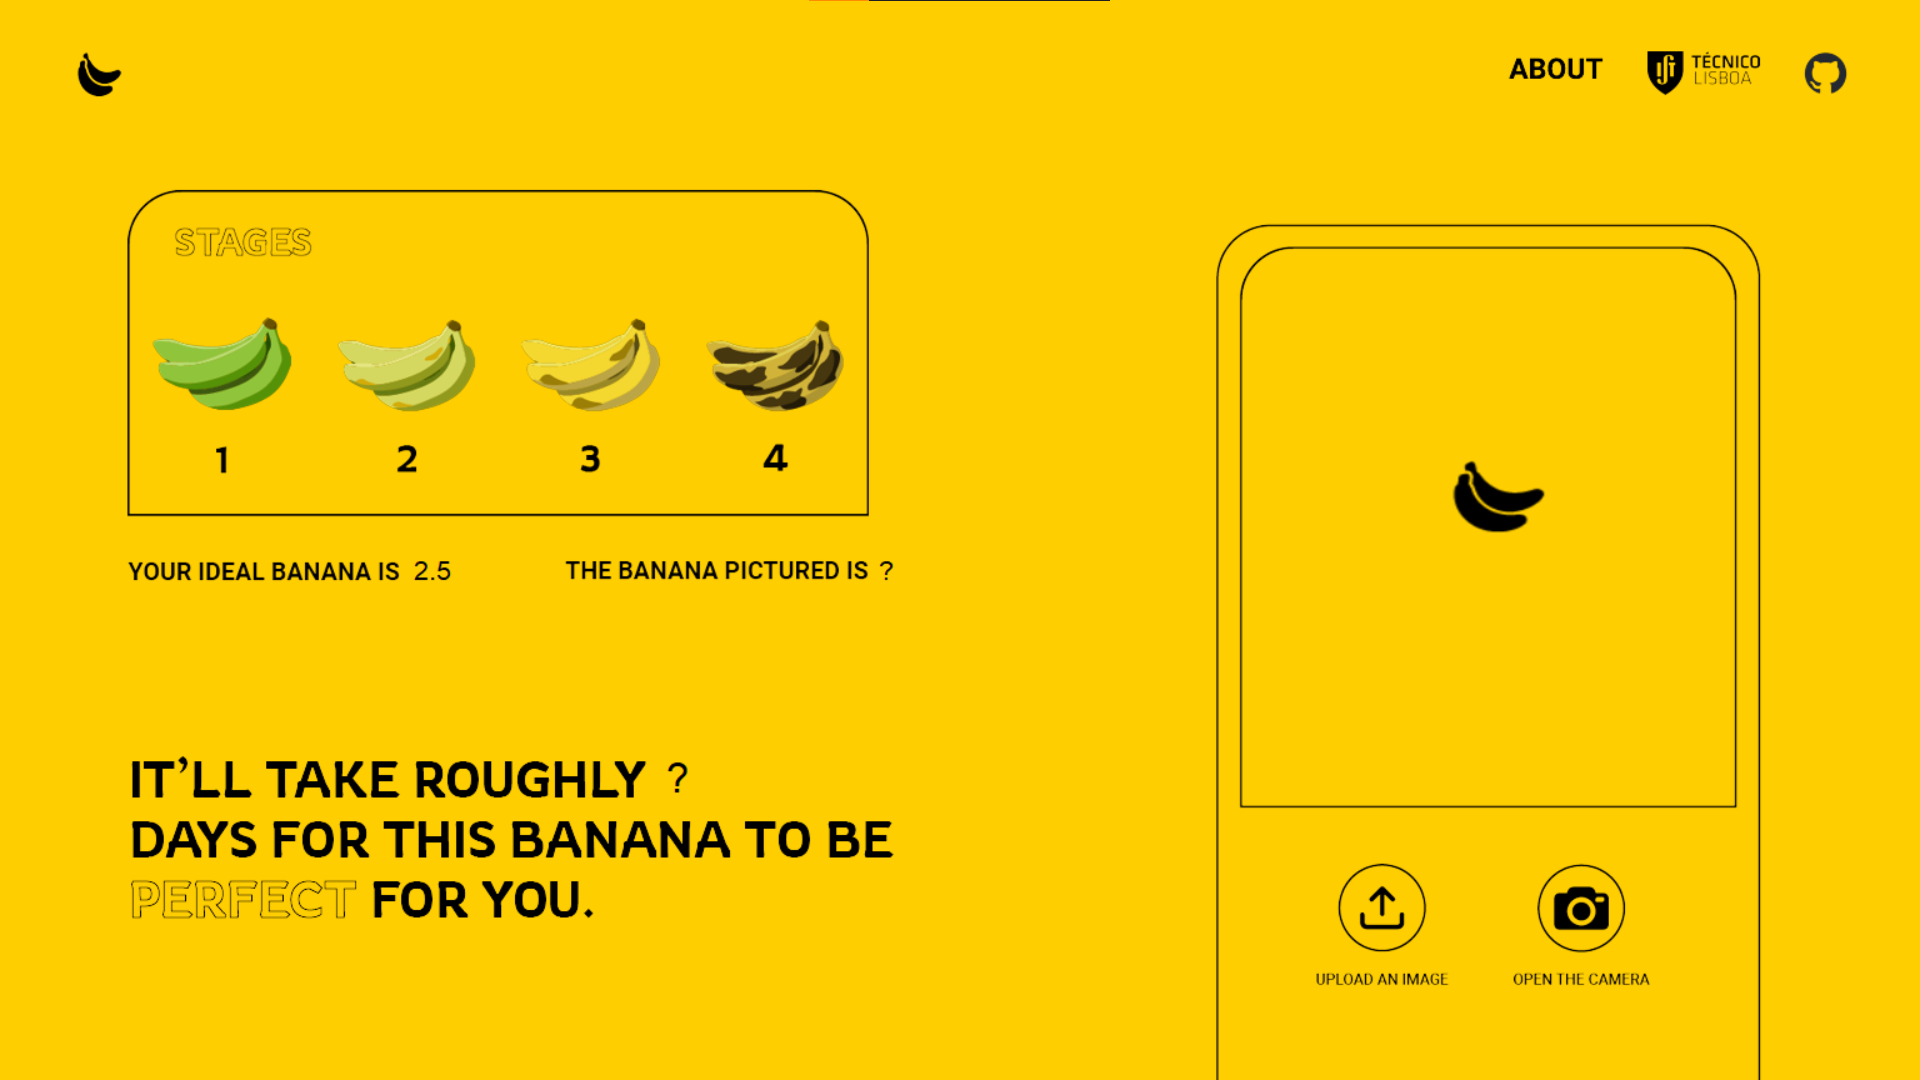 ABOUT
TÉCNICO
LISBOA
STAGES
1 2 3 4
YOUR IDEAL BANANA IS 2.5
THE BANANA PICTURED IS ?
IT’LL TAKE ROUGHLY ?
DAYS FOR THIS BANANA TO BE
PERFECT FOR YOU.
UPLOAD AN IMAGE
OPEN THE CAMERA